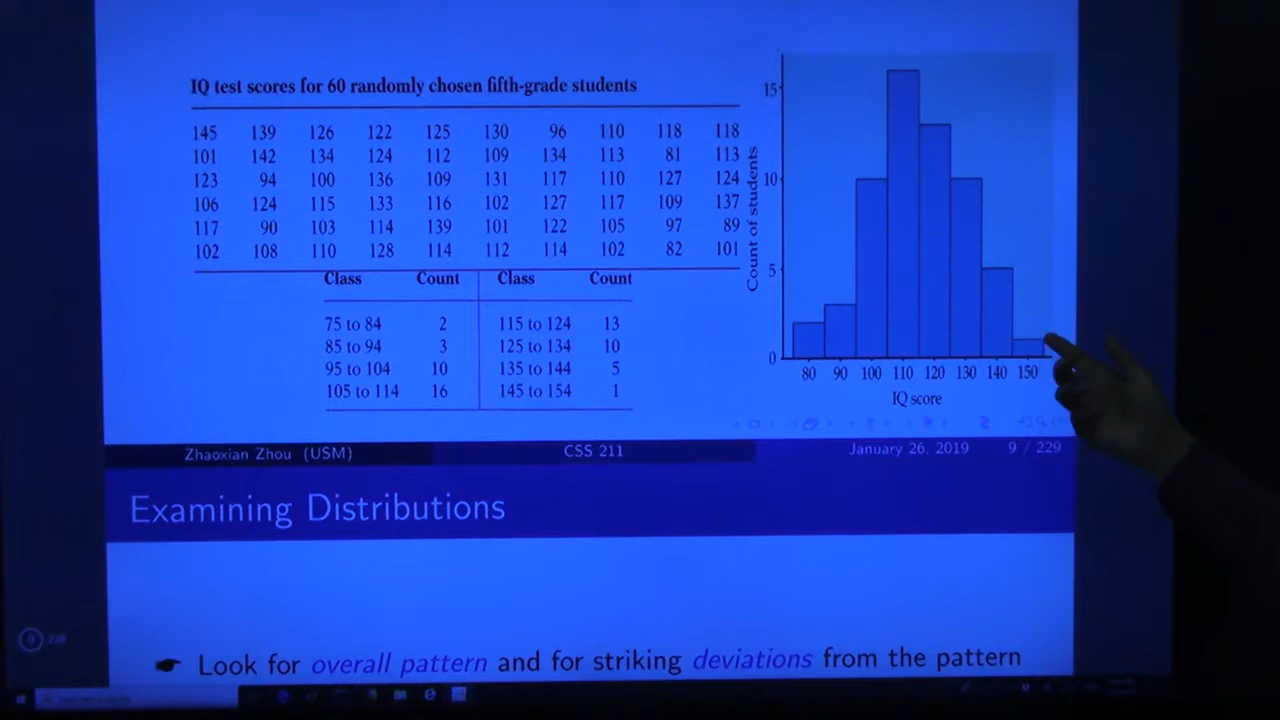 IQ test scores for 60 randomly chosen fifth-grade students
145 139 126 122 125 130 96 110 118 118
101 142 134 124 112 109 134 113 81 113
123 94 100 136 109 131 117 110 127 124
106 124 115 133 116 102 127 117 109 137
117 90 103 114 139 101 122 105 97 89
102 108 110 128 114 112 114 102 82 101
Class Count Class Count
75 to 84 2 115 to 124 13
85 to 94 3 125 to 134 10
95 to 104 10 135 to 144 5
105 to 114 16 145 to 154 1
Count of students
15
10
5
0
80 90 100 110 120 130 140 150
IQ score
Zhaoxian Zhou (USM) CSS 211 January 26, 2019 9 / 229
Examining Distributions
Look for overall pattern and for striking deviations from the pattern
9